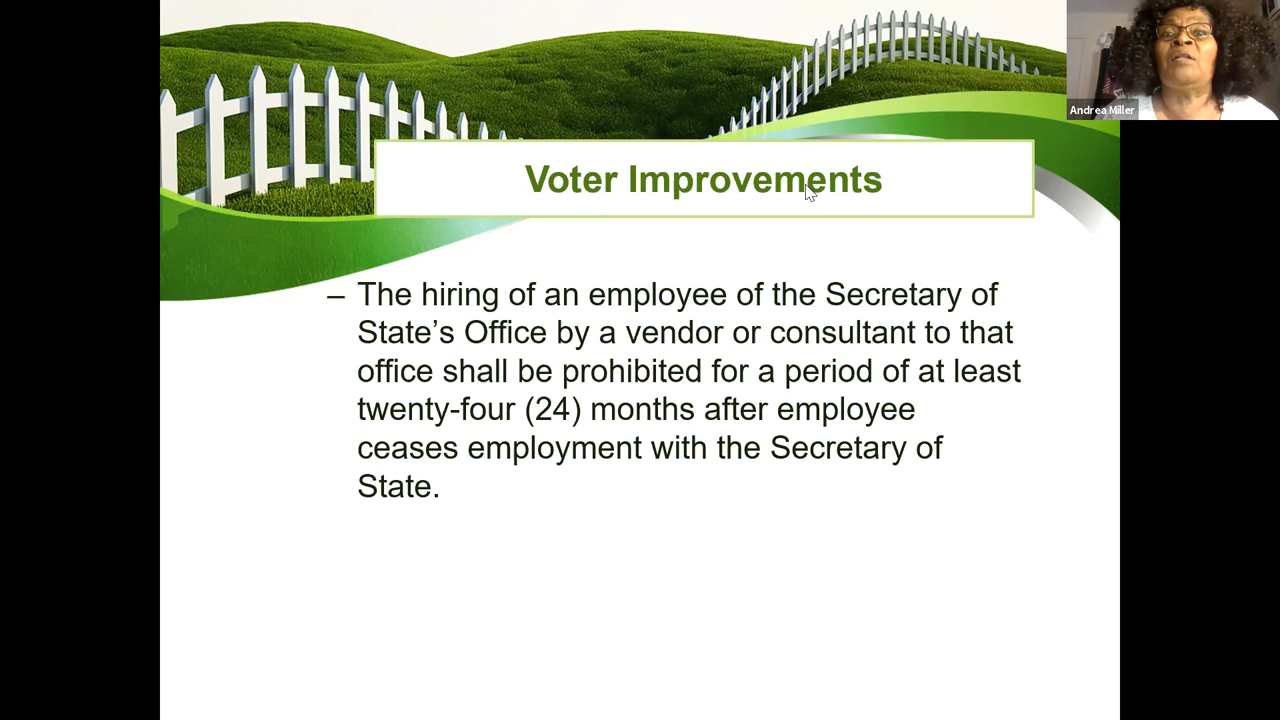 Andrea Miller
Voter Improvements
– The hiring of an employee of the Secretary of
State’s Office by a vendor or consultant to that
office shall be prohibited for a period of at least
twenty-four (24) months after employee
ceases employment with the Secretary of
State.